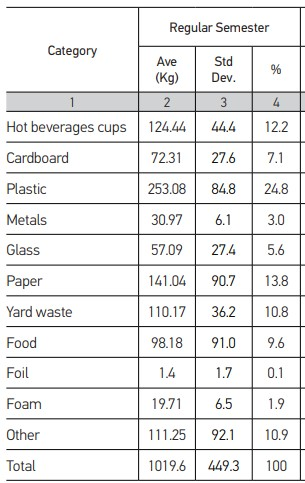 Category Regular Semester
Ave (Kg) Std Dev. %
1 2 3 4
Hot beverages cups 124.44 44.4 12.2
Cardboard 72.31 27.6 7.1
Plastic 253.08 84.8 24.8
Metals 30.97 6.1 3.0
Glass 57.09 27.4 5.6
Paper 141.04 90.7 13.8
Yard waste 110.17 36.2 10.8
Food 98.18 91.0 9.6
Foil 1.4 1.7 0.1
Foam 19.71 6.5 1.9
Other 111.25 92.1 10.9
Total 1019.6 449.3 100